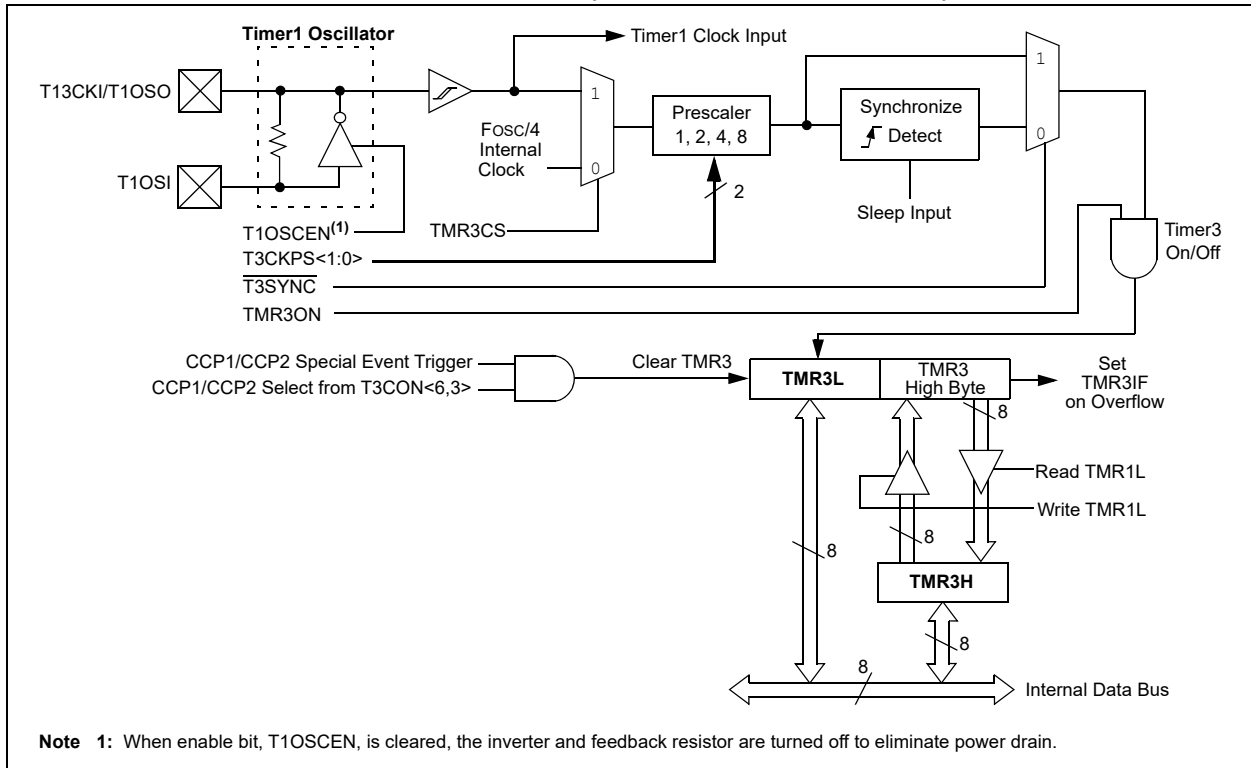 Timer1 Oscillator
Timer1 Clock Input
T13CKI/T1OSO
1
1
Prescaler
1, 2, 4, 8
Synchronize
Detect
FOSC/4
Internal
Clock
0
0
T1OSI
2
Sleep Input
T1OSCEN(1)
TMR3CS
Timer3
On/Off
T3CKPS<1:0>
T3SYNC
TMR3ON
CCP1/CCP2 Special Event Trigger
CCP1/CCP2 Select from T3CON<6,3>
Clear TMR3
TMR3L
TMR3
High Byte
Set
TMR3IF
on Overflow
8
Read TMR1L
Write TMR1L
8
8
TMR3H
8
8
Internal Data Bus
Note 1: When enable bit, T1OSCEN, is cleared, the inverter and feedback resistor are turned off to eliminate power drain.